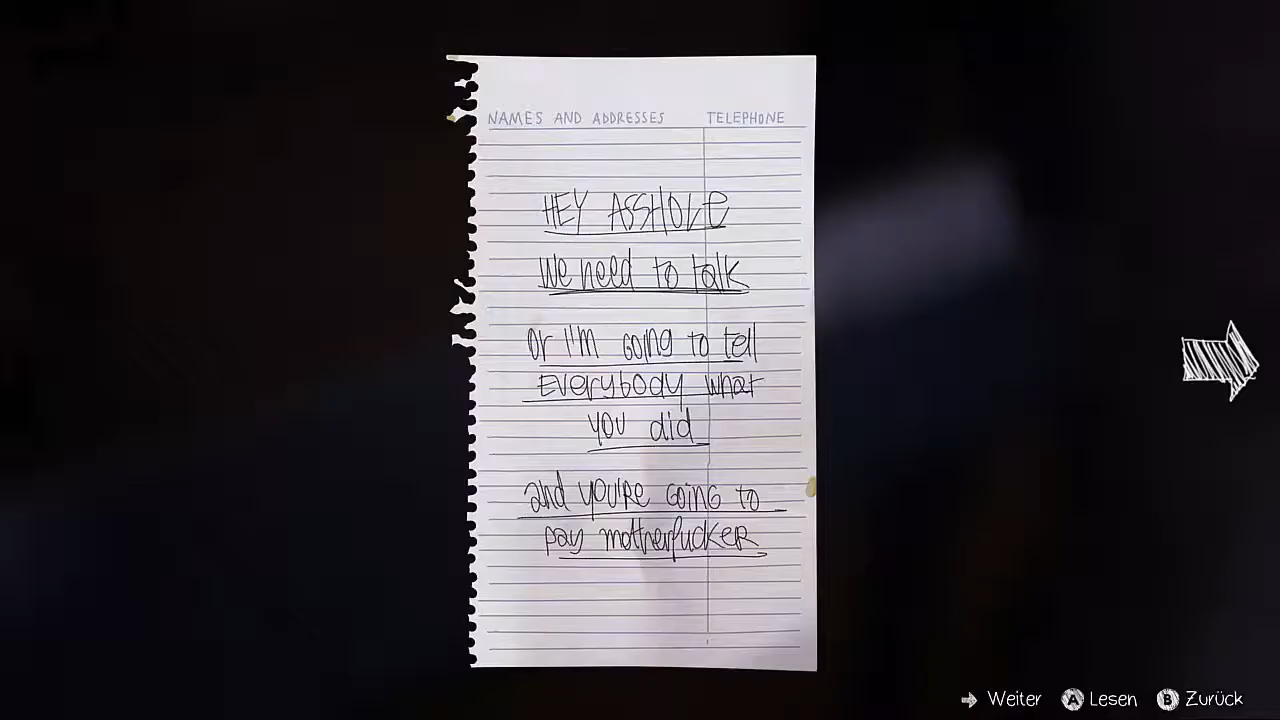 NAMES AND ADDRESSES TELEPHONE
HEY ASSHOLE
We need to talk
Or I'm going to tell
Everybody what
you did
and you're going to
pay motherfucker
Weiter A Lesen B Zurück